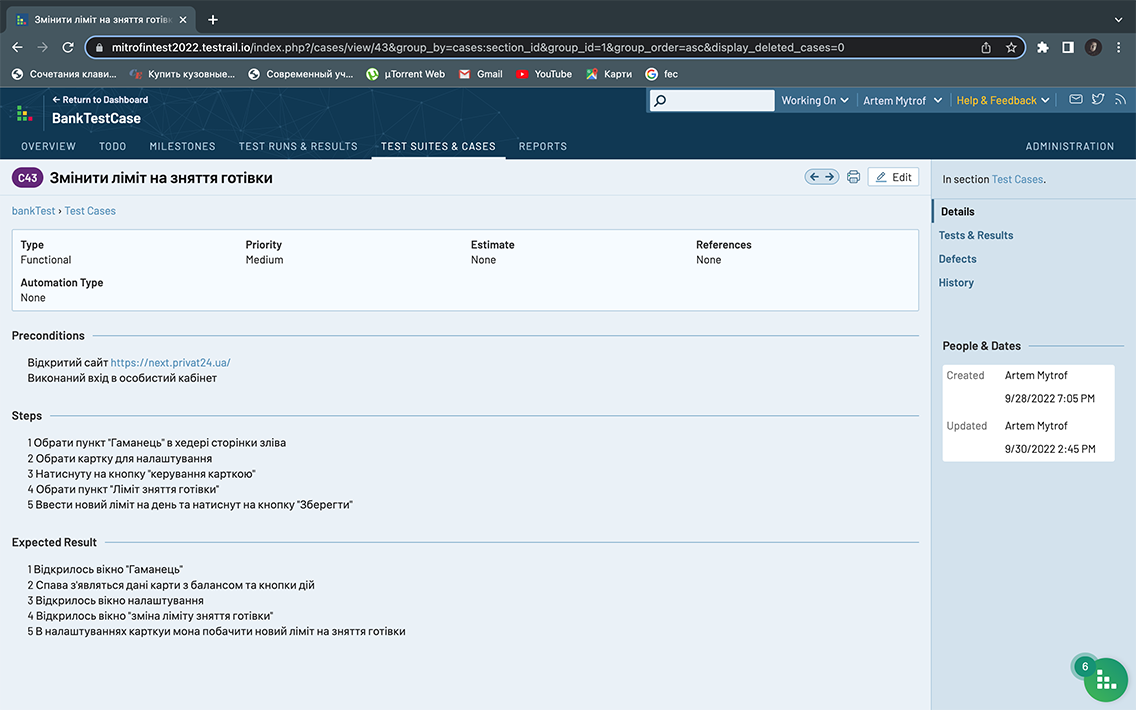 Змінити ліміт на зняття готівк
mitrofintest2022.testrail.io/index.php?/cases/view/43&group_by=cases:section_id&group_id=1&group_order=asc&display_deleted_cases=0
Сочетания клави... Купить кузовные... Современный уч... µTorrent Web Gmail YouTube Карти fec
← Return to Dashboard
BankTestCase
Working On Artem Mytrof Help & Feedback
OVERVIEW TODO MILESTONES TEST RUNS & RESULTS TEST SUITES & CASES REPORTS ADMINISTRATION
C43 Змінити ліміт на зняття готівки
Edit
bankTest › Test Cases
Type Priority Estimate References
Functional Medium None None
Automation Type
None
Preconditions
Відкритий сайт https://next.privat24.ua/
Виконаний вхід в особистий кабінет
Steps
1 Обрати пункт "Гаманець" в хедері сторінки зліва
2 Обрати картку для налаштування
3 Натиснуту на кнопку "керування карткою"
4 Обрати пункт "Ліміт зняття готівки"
5 Ввести новий ліміт на день та натиснут на кнопку "Зберегти"
Expected Result
1 Відкрилось вікно "Гаманець"
2 Спава з'являться дані карти з балансом та кнопки дій
3 Відкрилось вікно налаштування
4 Відкрилось вікно "зміна ліміту зняття готівки"
5 В налаштуваннях карткуи мона побачити новий ліміт на зняття готівки
In section Test Cases.
Details
Tests & Results
Defects
History
People & Dates
Created Artem Mytrof
9/28/2022 7:05 PM
Updated Artem Mytrof
9/30/2022 2:45 PM
6